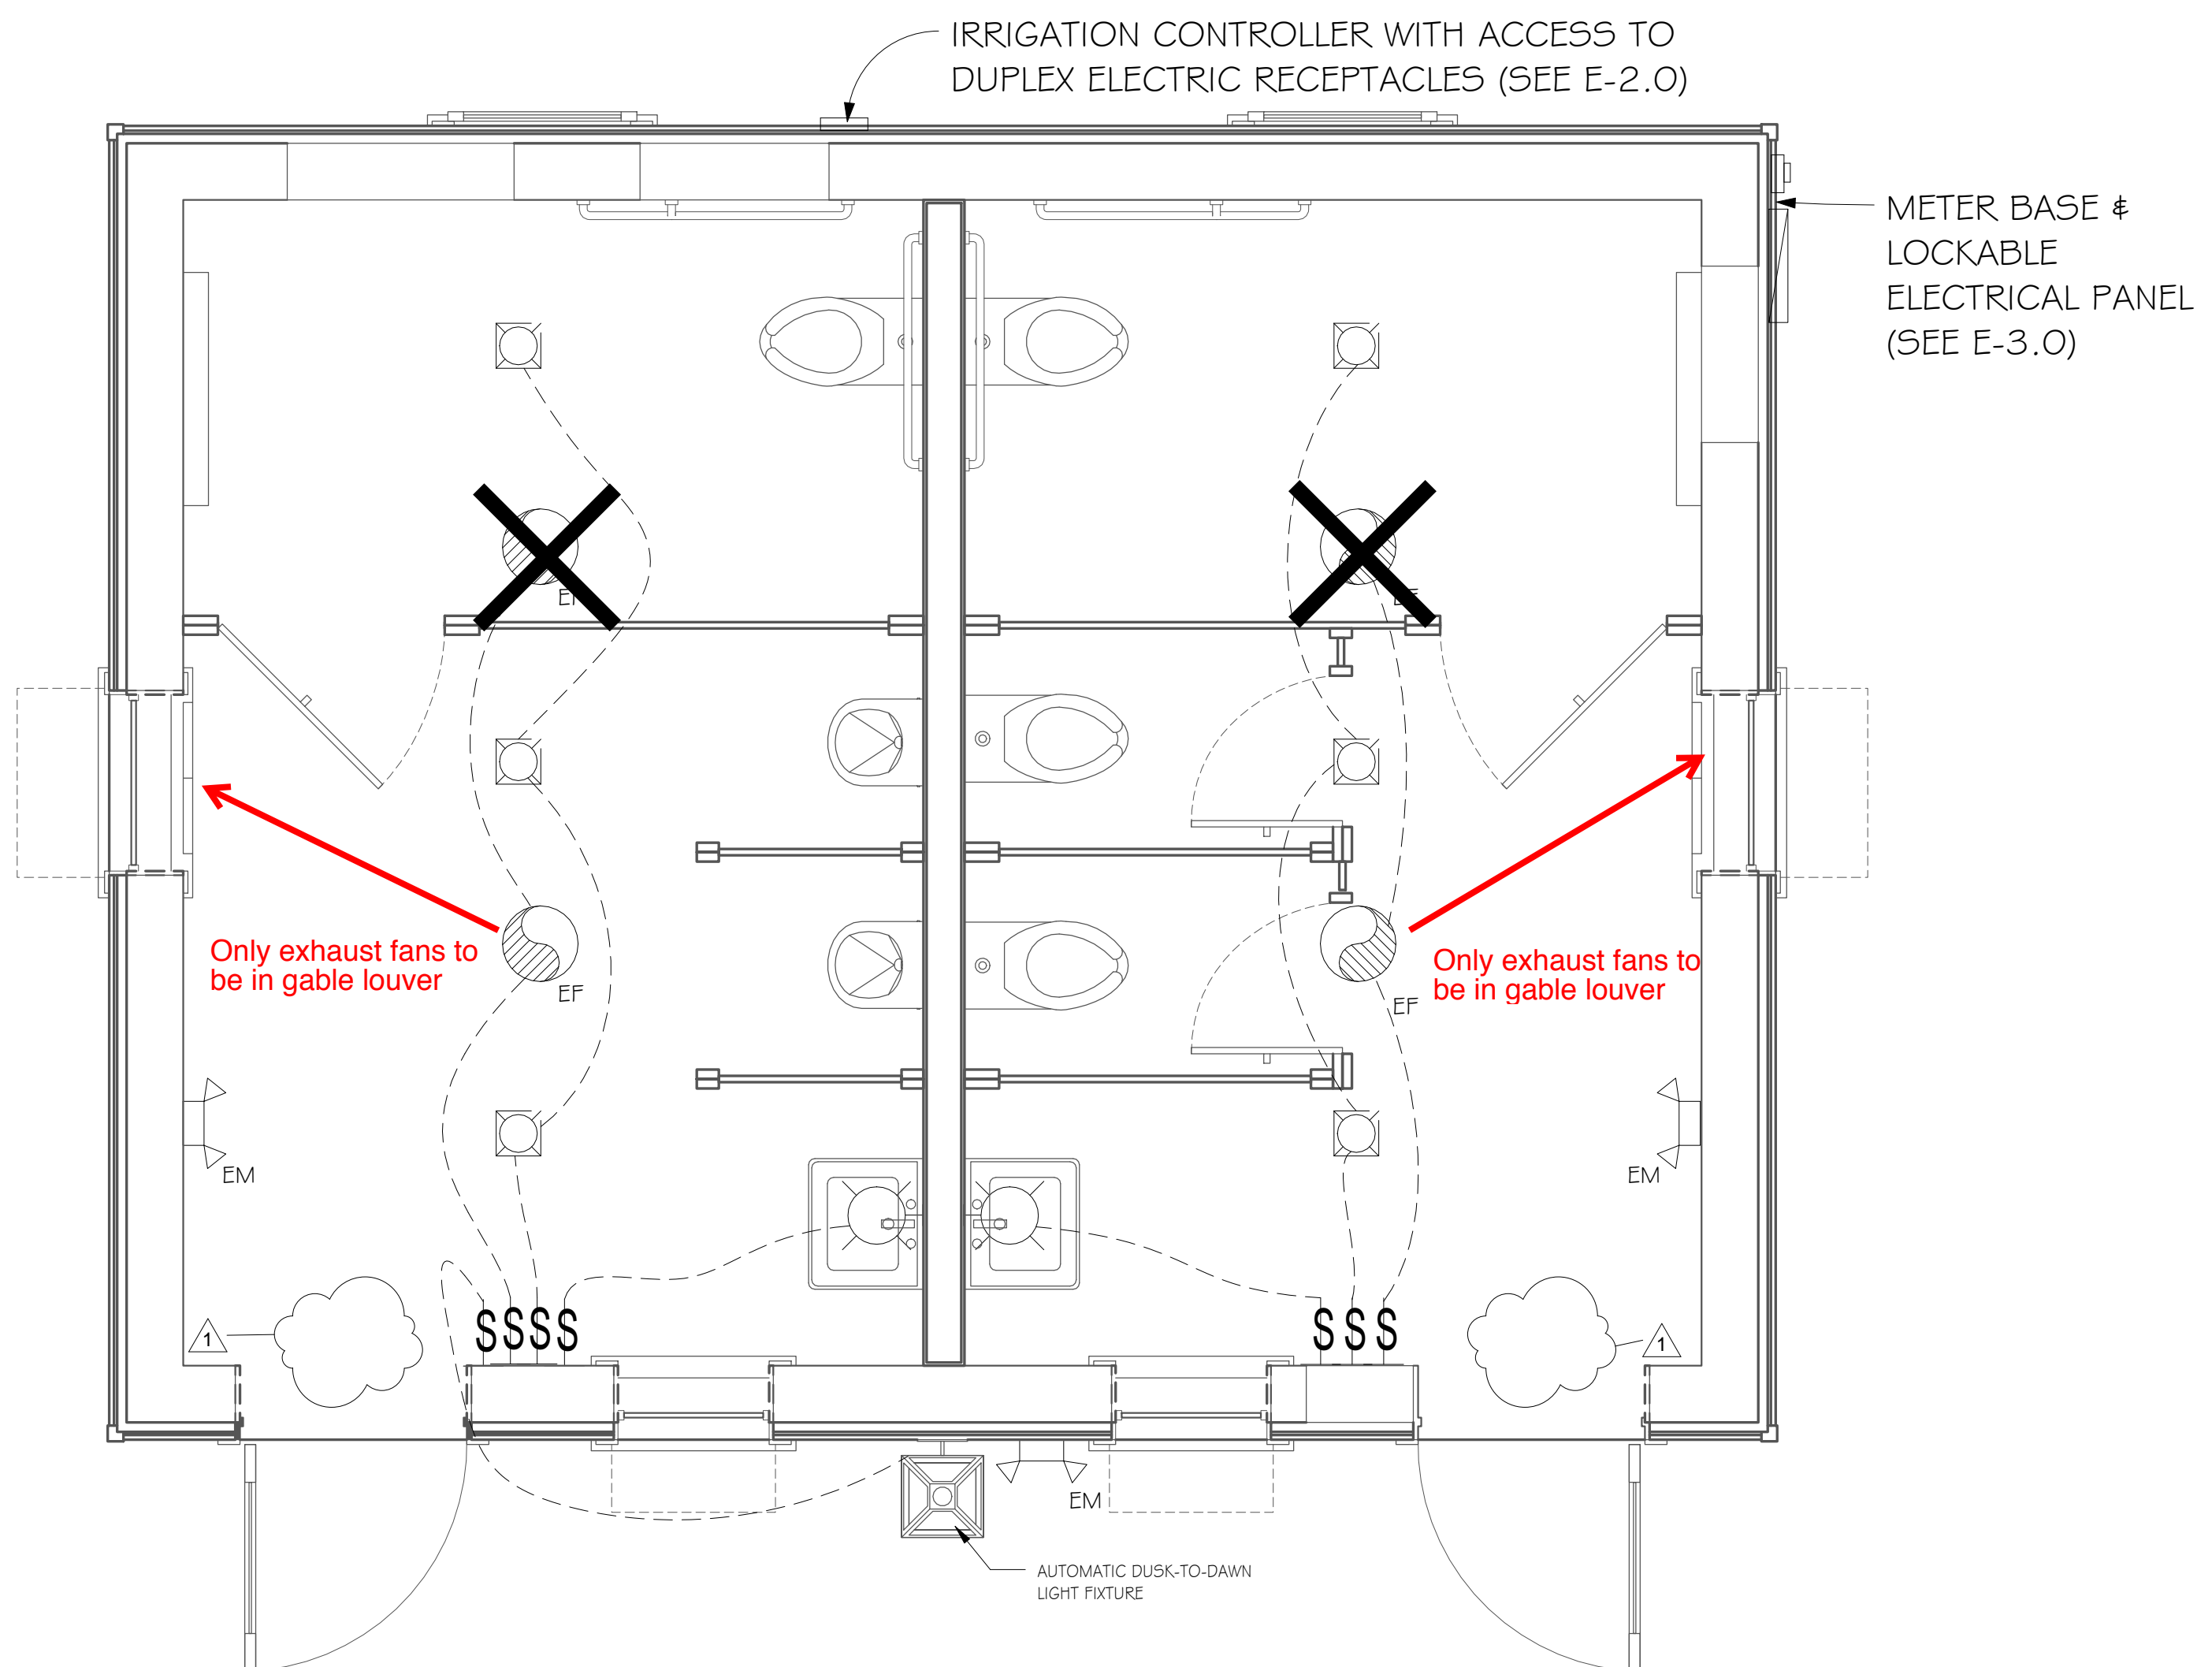 IRRIGATION CONTROLLER WITH ACCESS TO
DUPLEX ELECTRIC RECEPTACLES (SEE E-2.0)
METER BASE &
LOCKABLE
ELECTRICAL PANEL
(SEE E-3.0)
EF
EF
Only exhaust fans to
be in gable louver
EF
Only exhaust fans to
be in gable louver
EF
EM
EM
1
S S S S
S S S
1
EM
AUTOMATIC DUSK-TO-DAWN
LIGHT FIXTURE